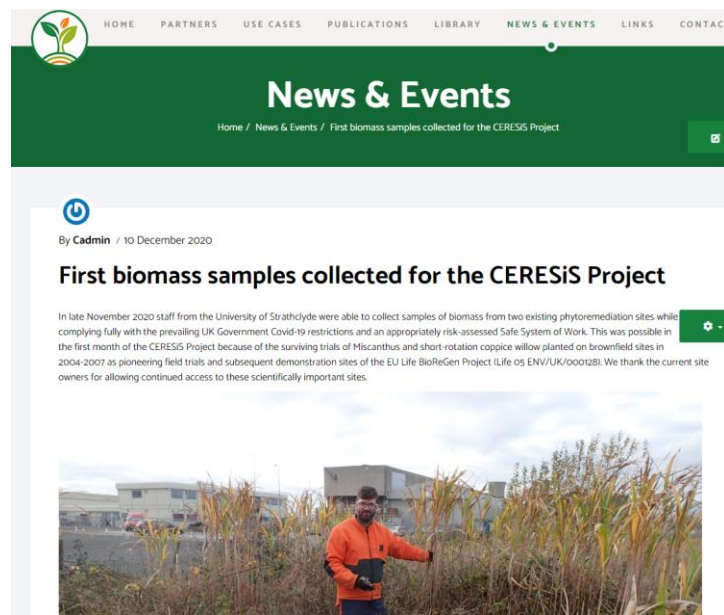 HOME PARTNERS USE CASES PUBLICATIONS LIBRARY NEWS & EVENTS LINKS
News & Events
Home / News & Events / First biomass samples collected for the CERESiS Project
By Cadmin / 10 December 2020
First biomass samples collected for the CERESiS Project
In late November 2020 staff from the University of Strathclyde were able to collect samples of biomass from two existing phytoremediation sites while
complying fully with the prevailing UK Government Covid-19 restrictions and an appropriately risk-assessed Safe System of Work. This was possible in
the first month of the CERESiS Project because of the surviving trials of Miscanthus and short-rotation coppice willow planted on brownfield sites in
2004-2007 as pioneering field trials and subsequent demonstration sites of the EU Life BioReGen Project (Life 05 ENV/UK/000128). We thank the current site
owners for allowing continued access to these scientifically important sites.